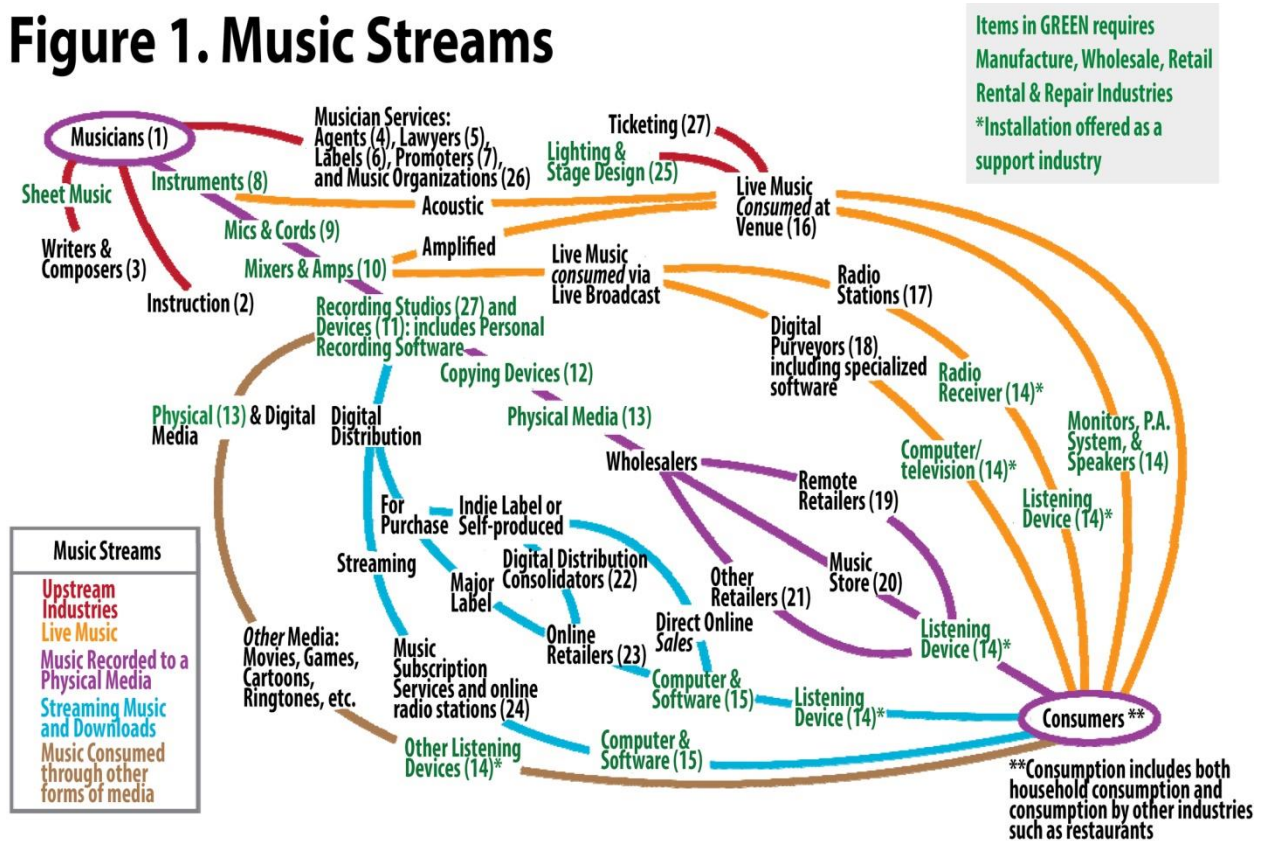 Figure 1. Music Streams
Items in GREEN requires
Manufacture, Wholesale, Retail
Rental & Repair Industries
*Installation offered as a
support industry
Musicians (1)
Musician Services:
Agents (4), Lawyers (5),
Labels (6), Promoters (7),
and Music Organizations (26)
Ticketing (27)
Lighting &
Stage Design (25)
Sheet Music
Instruments (8)
Acoustic
Live Music
Consumed at
Venue (16)
Writers &
Composers (3)
Mics & Cords (9)
Amplified
Mixers & Amps (10)
Live Music
consumed via
Live Broadcast
Instruction (2)
Radio
Stations (17)
Recording Studios (27) and
Devices (11): includes Personal
Recording Software
Digital
Purveyors (18)
including specialized
software
Copying Devices (12)
Radio
Receiver (14)*
Physical (13) & Digital
Media
Digital
Distribution
Physical Media (13)
Monitors, P.A.
System, &
Speakers (14)
Computer/
television (14)*
Wholesalers
Remote
Retailers (19)
Listening
Device (14)*
For
Purchase
Indie Label or
Self-produced
Streaming
Digital Distribution
Consolidators (22)
Major
Label
Other
Retailers (21)
Music
Store (20)
Music Streams
Upstream
Industries
Live Music
Music Recorded to a
Physical Media
Streaming Music
and Downloads
Music Consumed
through other
forms of media
Other Media:
Movies, Games,
Cartoons,
Ringtones, etc.
Music
Subscription
Services and online
radio stations (24)
Online
Retailers (23)
Direct Online
Sales
Listening
Device (14)*
Computer &
Software (15)
Listening
Device (14)*
Consumers **
Other Listening
Devices (14)*
Computer &
Software (15)
**Consumption includes both
household consumption and
consumption by other industries
such as restaurants